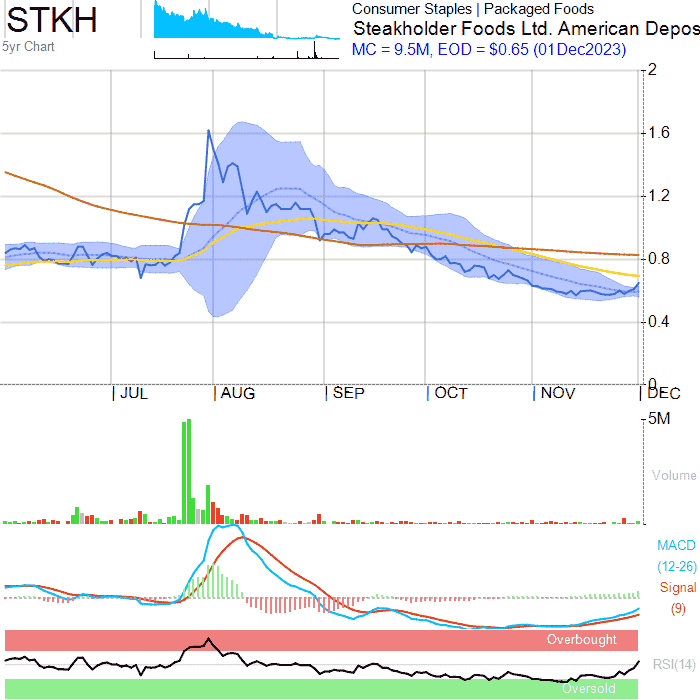 STKH
5yr Chart
Consumer Staples | Packaged Foods
Steakholder Foods Ltd. American Depos
MC = 9.5M, EOD = $0.65 (01Dec2023)
2
1.6
1.2
0.8
0.4
0
JUL AUG SEP OCT NOV DEC
5M
Volume
MACD
(12-26)
Signal
(9)
Overbought
RSI(14)
Oversold